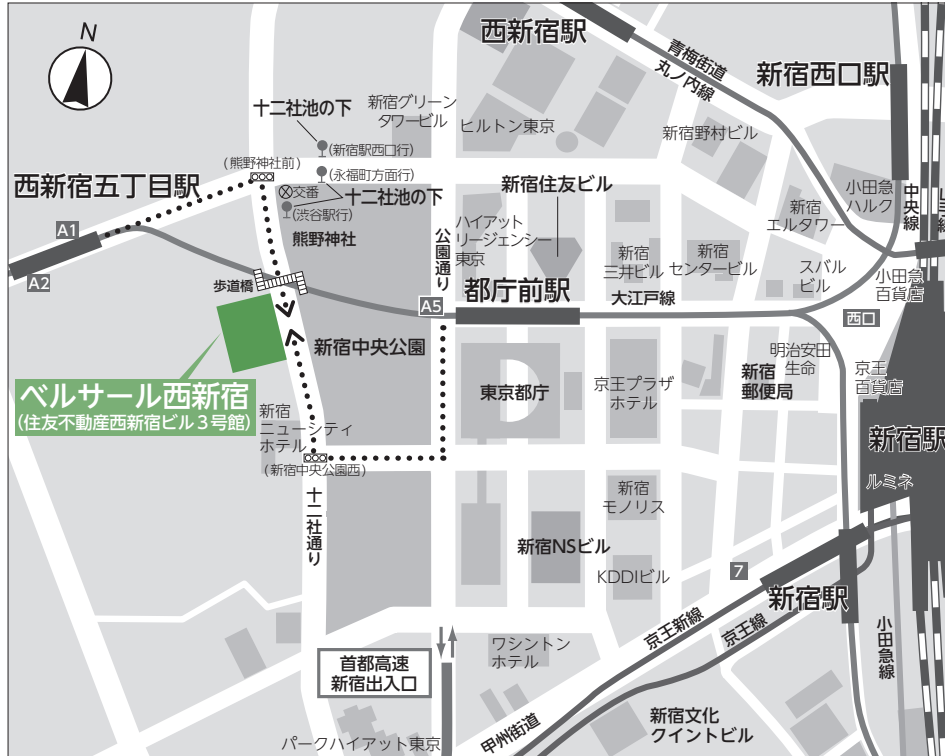 N
西新宿駅
青梅街道
丸ノ内線
新宿西口駅
十二社池の下
新宿グリーン
タワービル
ヒルトン東京
(新宿駅西口行)
新宿野村ビル
(熊野神社前)
西新宿五丁目駅
(永福町方面行)
交番
十二社池の下
(渋谷駅行)
熊野神社
新宿住友ビル
小田急
ハルク
中央線
山手線
A1
A2
公園通り
ハイアット
リージェンシー
東京
新宿
三井ビル
新宿
センタービル
新宿
エルタワー
スバル
ビル
小田急
百貨店
歩道橋
A5
都庁前駅
大江戸線
西口
新宿中央公園
明治安田
生命
京王
百貨店
ベルサール西新宿
(住友不動産西新宿ビル3号館)
新宿
ニューシティ
ホテル
東京都庁
京王プラザ
ホテル
新宿
郵便局
新宿駅
(新宿中央公園西)
ルミネ
十二社通り
新宿
モノリス
新宿NSビル
KDDIビル
7
新宿駅
京王新線
京王線
小田急線
首都高速
新宿出入口
ワシントン
ホテル
甲州街道
新宿文化
クイントビル
パークハイアット東京